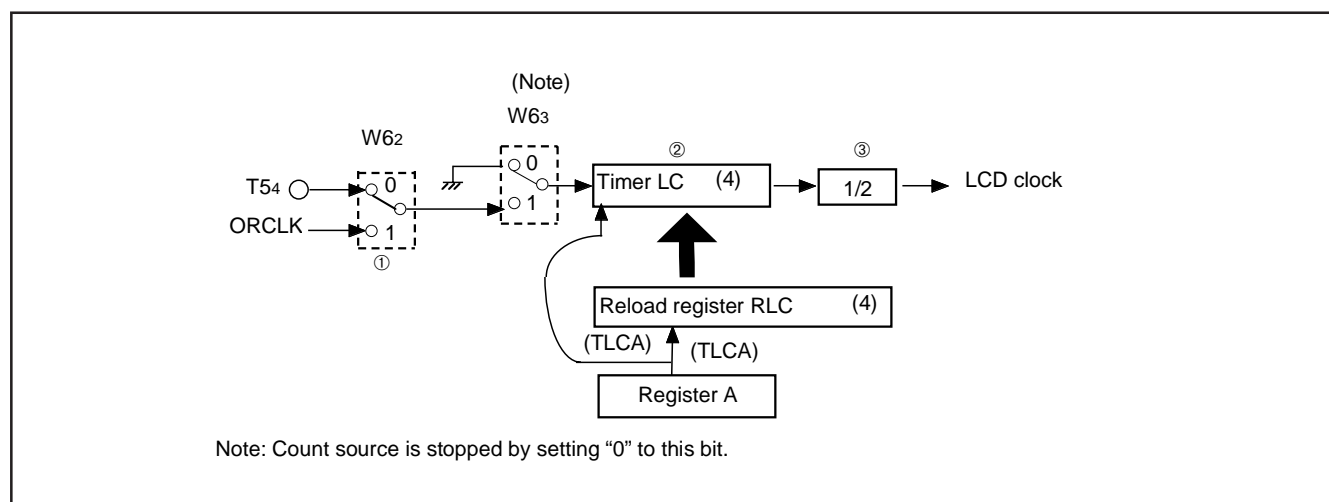 (Note)
W63
W62
② ③
T54 0 0 Timer LC (4) 1/2 LCD clock
ORCLK 1 1
①
Reload register RLC (4)
(TLCA) (TLCA)
Register A
Note: Count source is stopped by setting “0” to this bit.